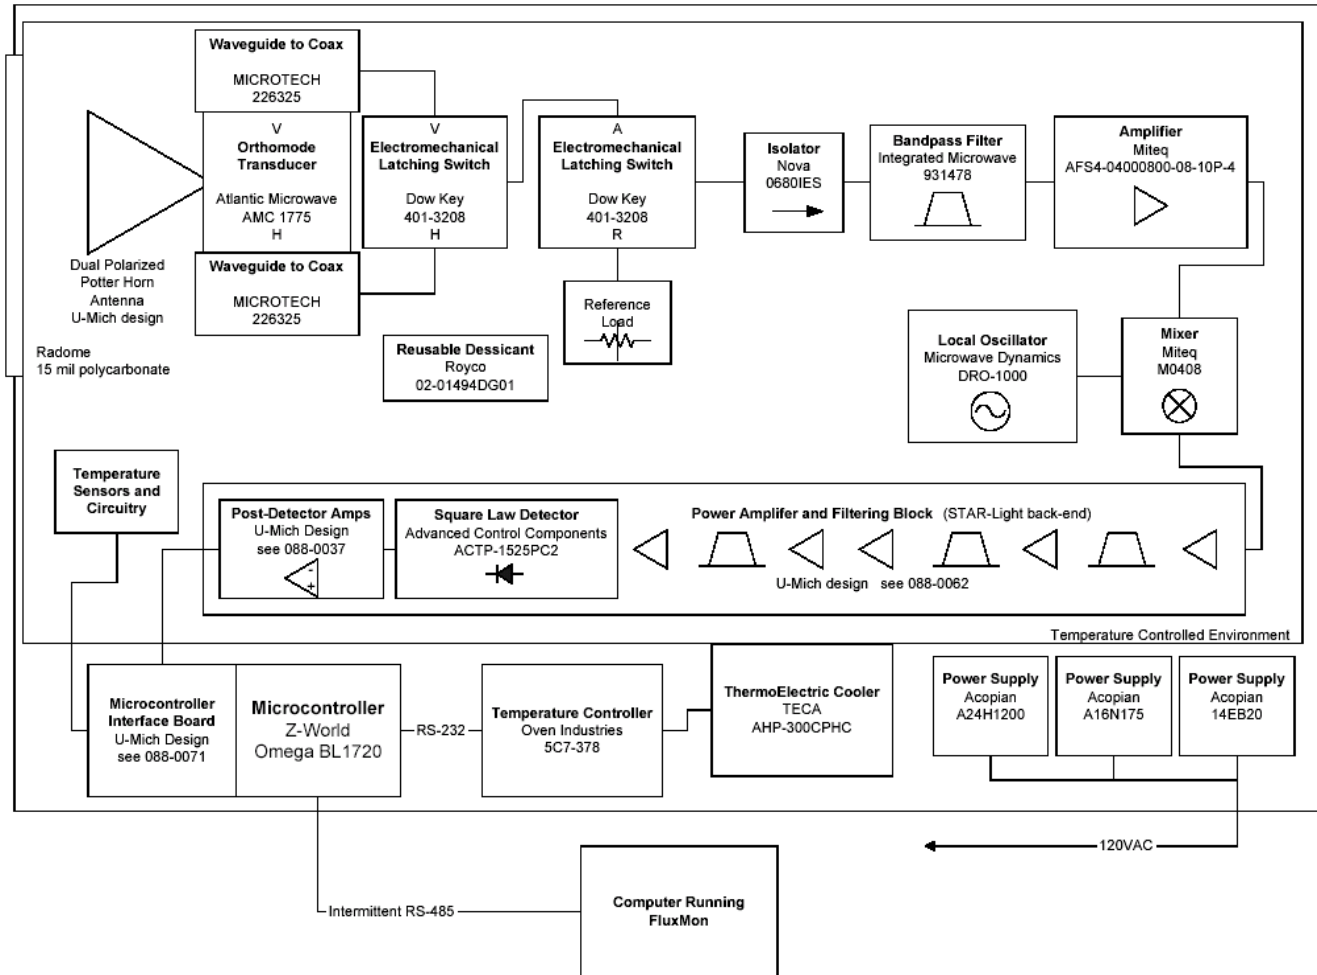 Waveguide to Coax
MICROTECH
226325
V
Orthomode
Transducer
Atlantic Microwave
AMC 1775
H
Waveguide to Coax
MICROTECH
226325
Dual Polarized
Potter Horn
Antenna
U-Mich design
Radome
15 mil polycarbonate
V
Electromechanical
Latching Switch
Dow Key
401-3208
H
A
Electromechanical
Latching Switch
Dow Key
401-3208
R
Reference
Load
Reusable Dessicant
Royco
02-01494DG01
Isolator
Nova
0680IES
Bandpass Filter
Integrated Microwave
931478
Amplifier
Miteq
AFS4-04000800-08-10P-4
Local Oscillator
Microwave Dynamics
DRO-1000
Mixer
Miteq
M0408
Temperature
Sensors and
Circuitry
Post-Detector Amps
U-Mich Design
see 088-0037
-
+
Square Law Detector
Advanced Control Components
ACTP-1525PC2
Power Amplifer and Filtering Block (STAR-Light back-end)
U-Mich design see 088-0062
Temperature Controlled Environment
Microcontroller
Interface Board
U-Mich Design
see 088-0071
Microcontroller
Z-World
Omega BL1720
RS-232
Temperature Controller
Oven Industries
5C7-378
ThermoElectric Cooler
TECA
AHP-300CPHC
Power Supply
Acopian
A24H1200
Power Supply
Acopian
A16N175
Power Supply
Acopian
14EB20
120VAC
Intermittent RS-485
Computer Running
FluxMon